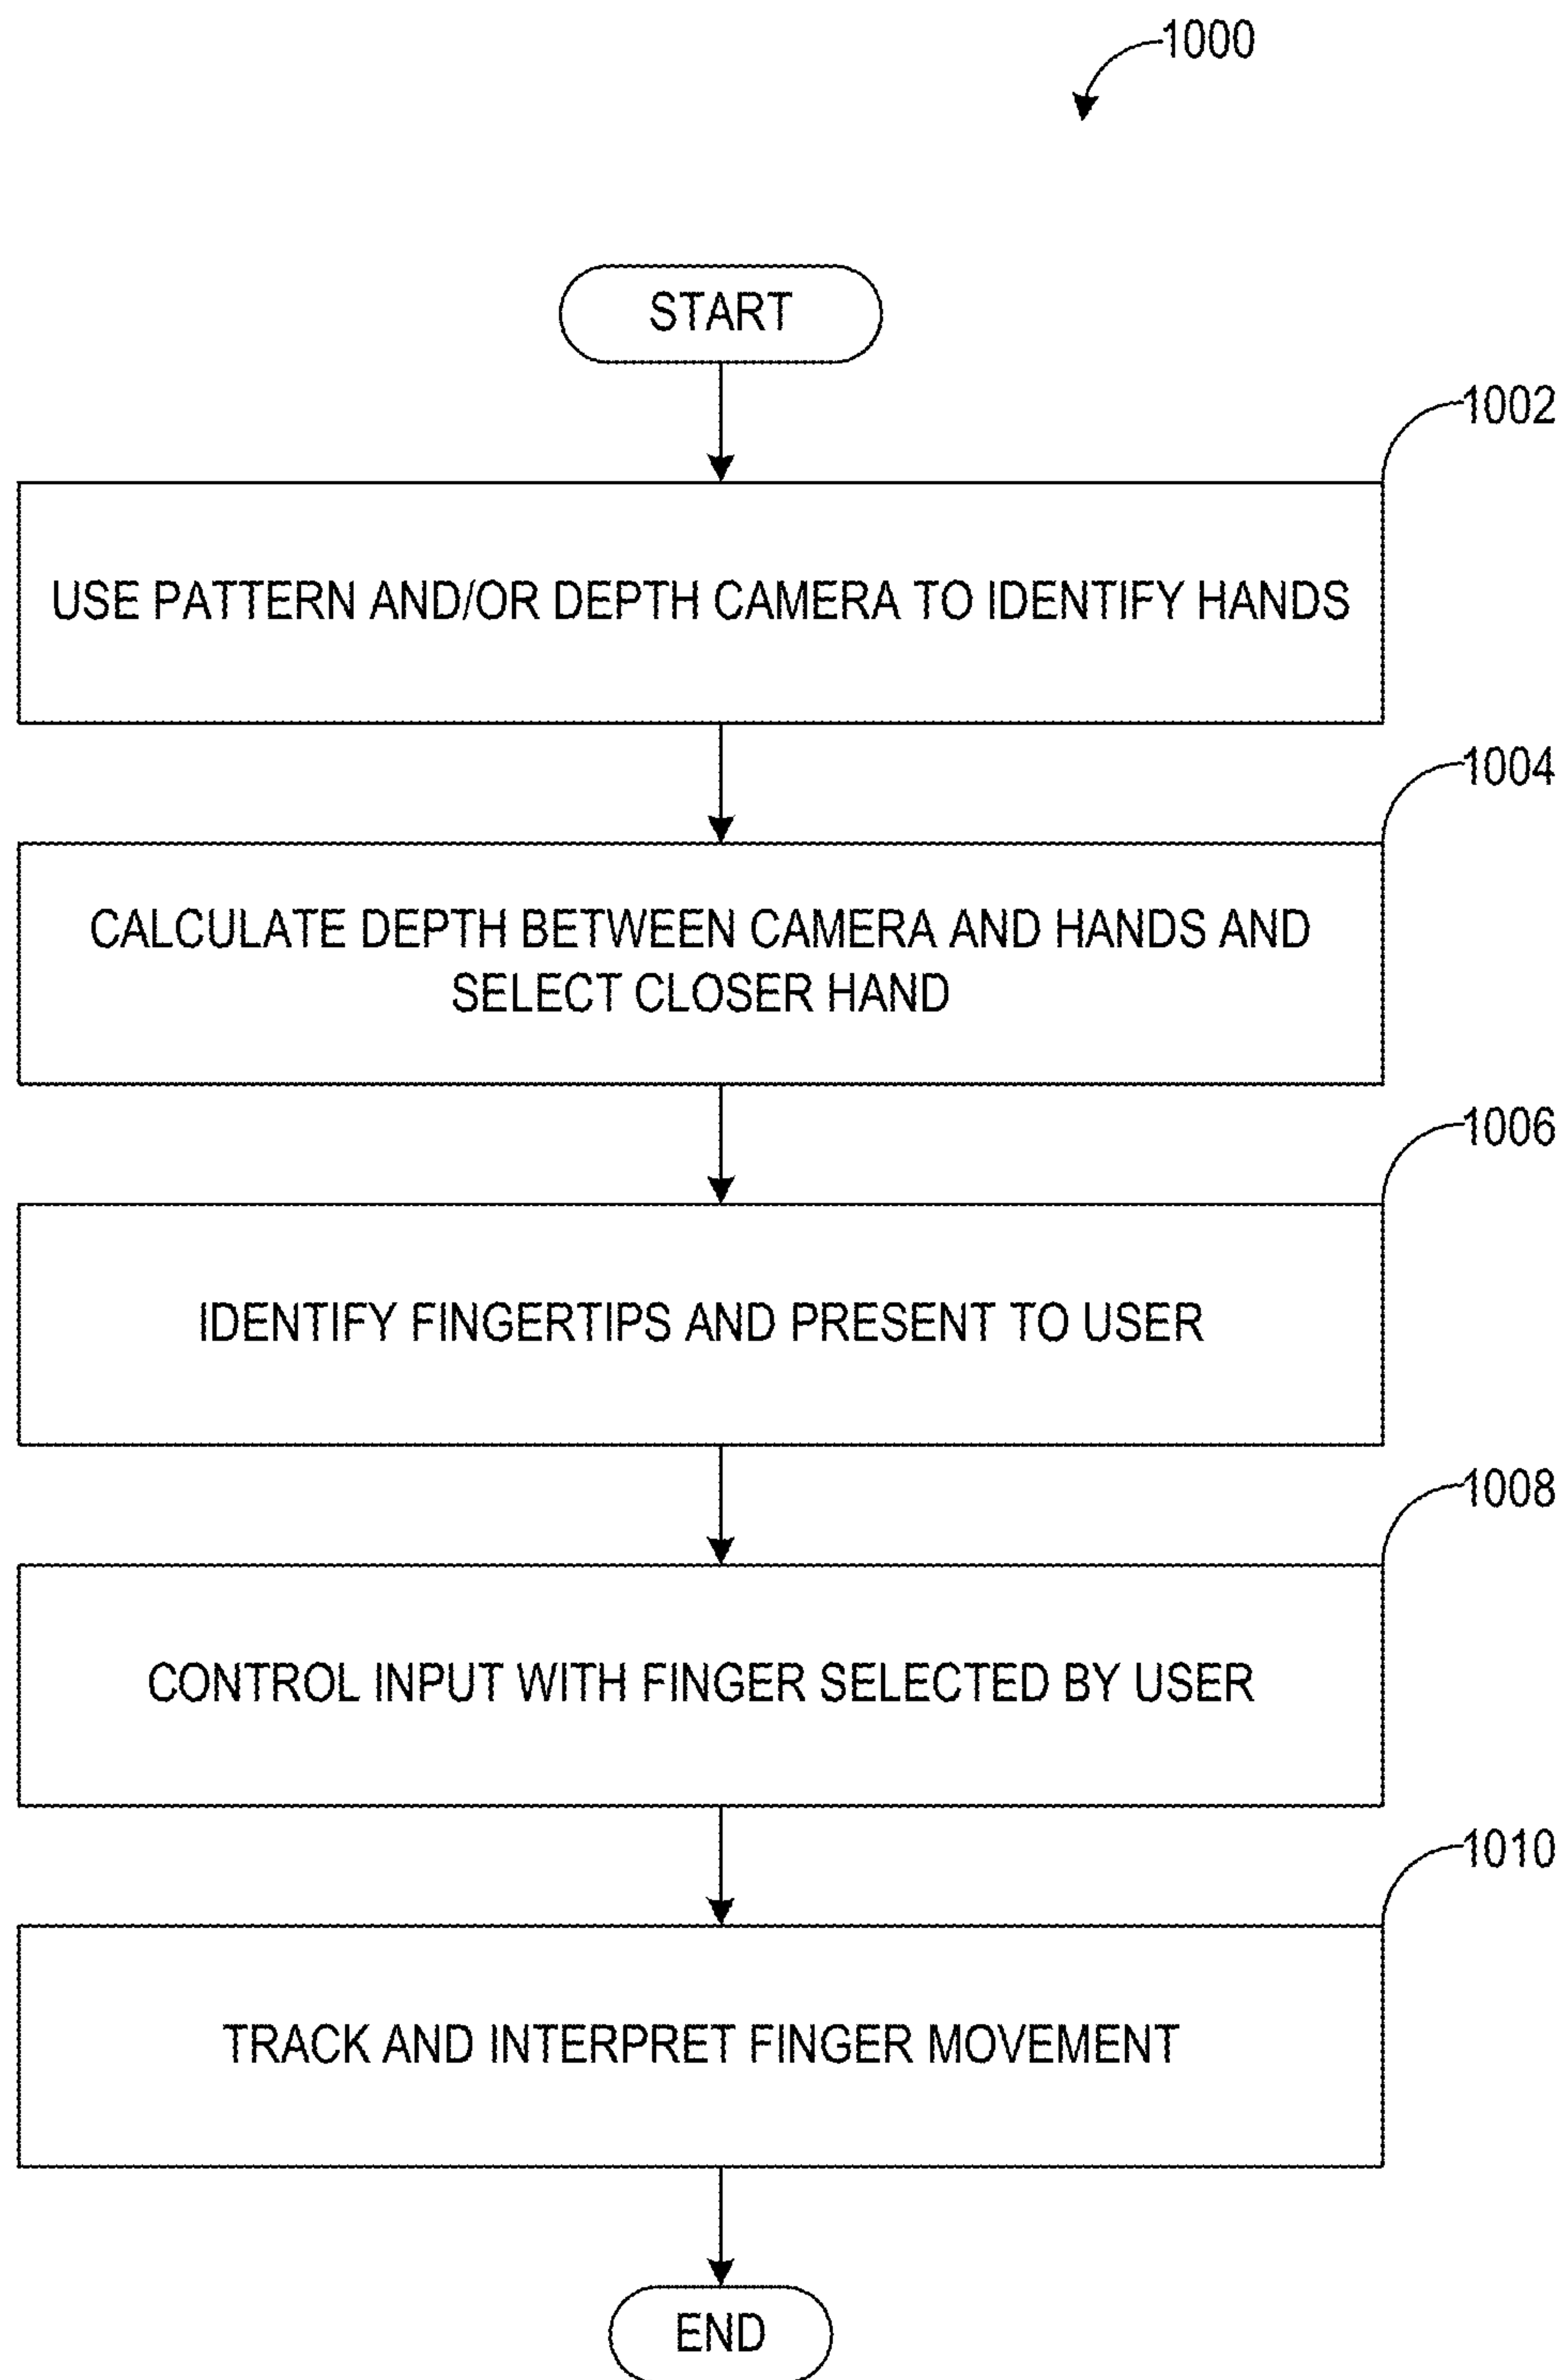 1000
START
1002
USE PATTERN AND/OR DEPTH CAMERA TO IDENTIFY HANDS
1004
CALCULATE DEPTH BETWEEN CAMERA AND HANDS AND
SELECT CLOSER HAND
1006
IDENTIFY FINGERTIPS AND PRESENT TO USER
1008
CONTROL INPUT WITH FINGER SELECTED BY USER
1010
TRACK AND INTERPRET FINGER MOVEMENT
END